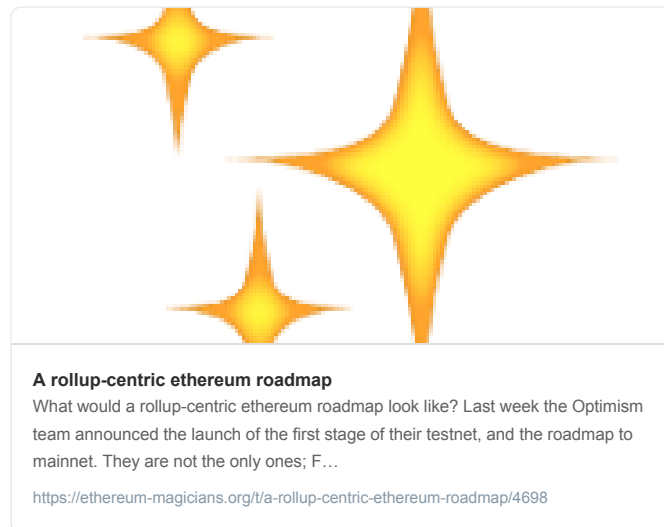 A rollup-centric ethereum roadmap
What would a rollup-centric ethereum roadmap look like? Last week the Optimism
team announced the launch of the first stage of their testnet, and the roadmap to
mainnet. They are not the only ones; F…
https://ethereum-magicians.org/t/a-rollup-centric-ethereum-roadmap/4698